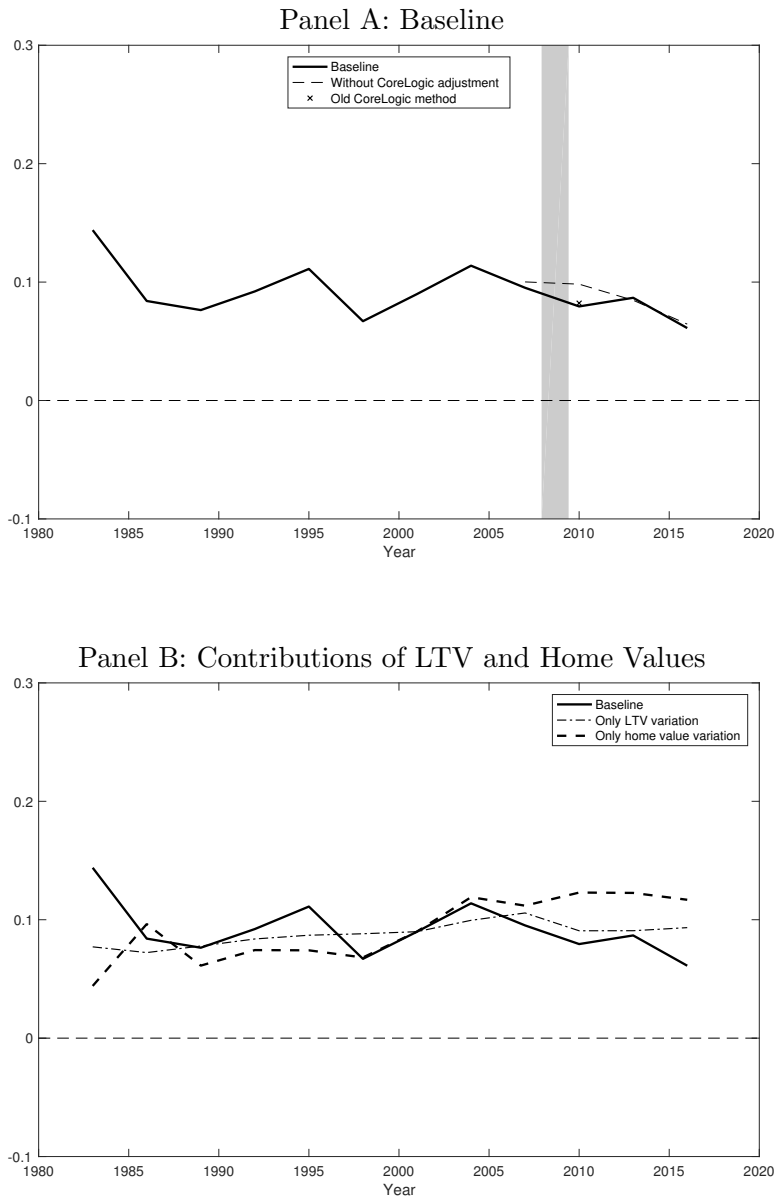 Panel A: Baseline
0.3
Baseline
Without CoreLogic adjustment
Old CoreLogic method
0.2
0.1
0
-0.1
1980 1985 1990 1995 2000 2005 2010 2015 2020
Year
Panel B: Contributions of LTV and Home Values
0.3
Baseline
Only LTV variation
Only home value variation
0.2
0.1
0
-0.1
1980 1985 1990 1995 2000 2005 2010 2015 2020
Year